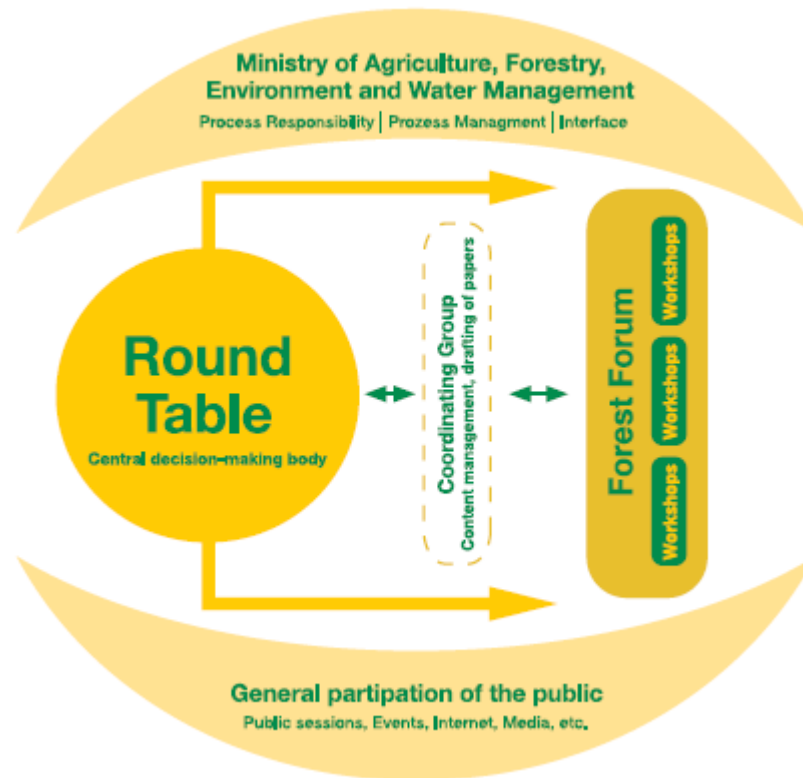 Ministry of Agriculture, Forestry,
Environment and Water Management
Process Responsibility | Prozess Managment | Interface
Round
Table
Central decision-making body
Coordinating Group
Content management, drafting of papers
Forest Forum
Workshops
Workshops
Workshops
General partipation of the public
Public sessions, Events, Internet, Media, etc.